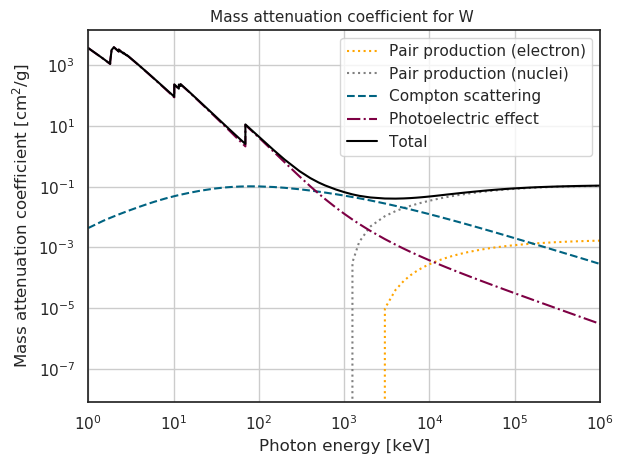 Mass attenuation coefficient for W
Mass attenuation coefficient [cm²/g]
10³
10¹
10⁻¹
10⁻³
10⁻⁵
10⁻⁷
Pair production (electron)
Pair production (nuclei)
Compton scattering
Photoelectric effect
Total
10⁰ 10¹ 10² 10³ 10⁴ 10⁵ 10⁶
Photon energy [keV]